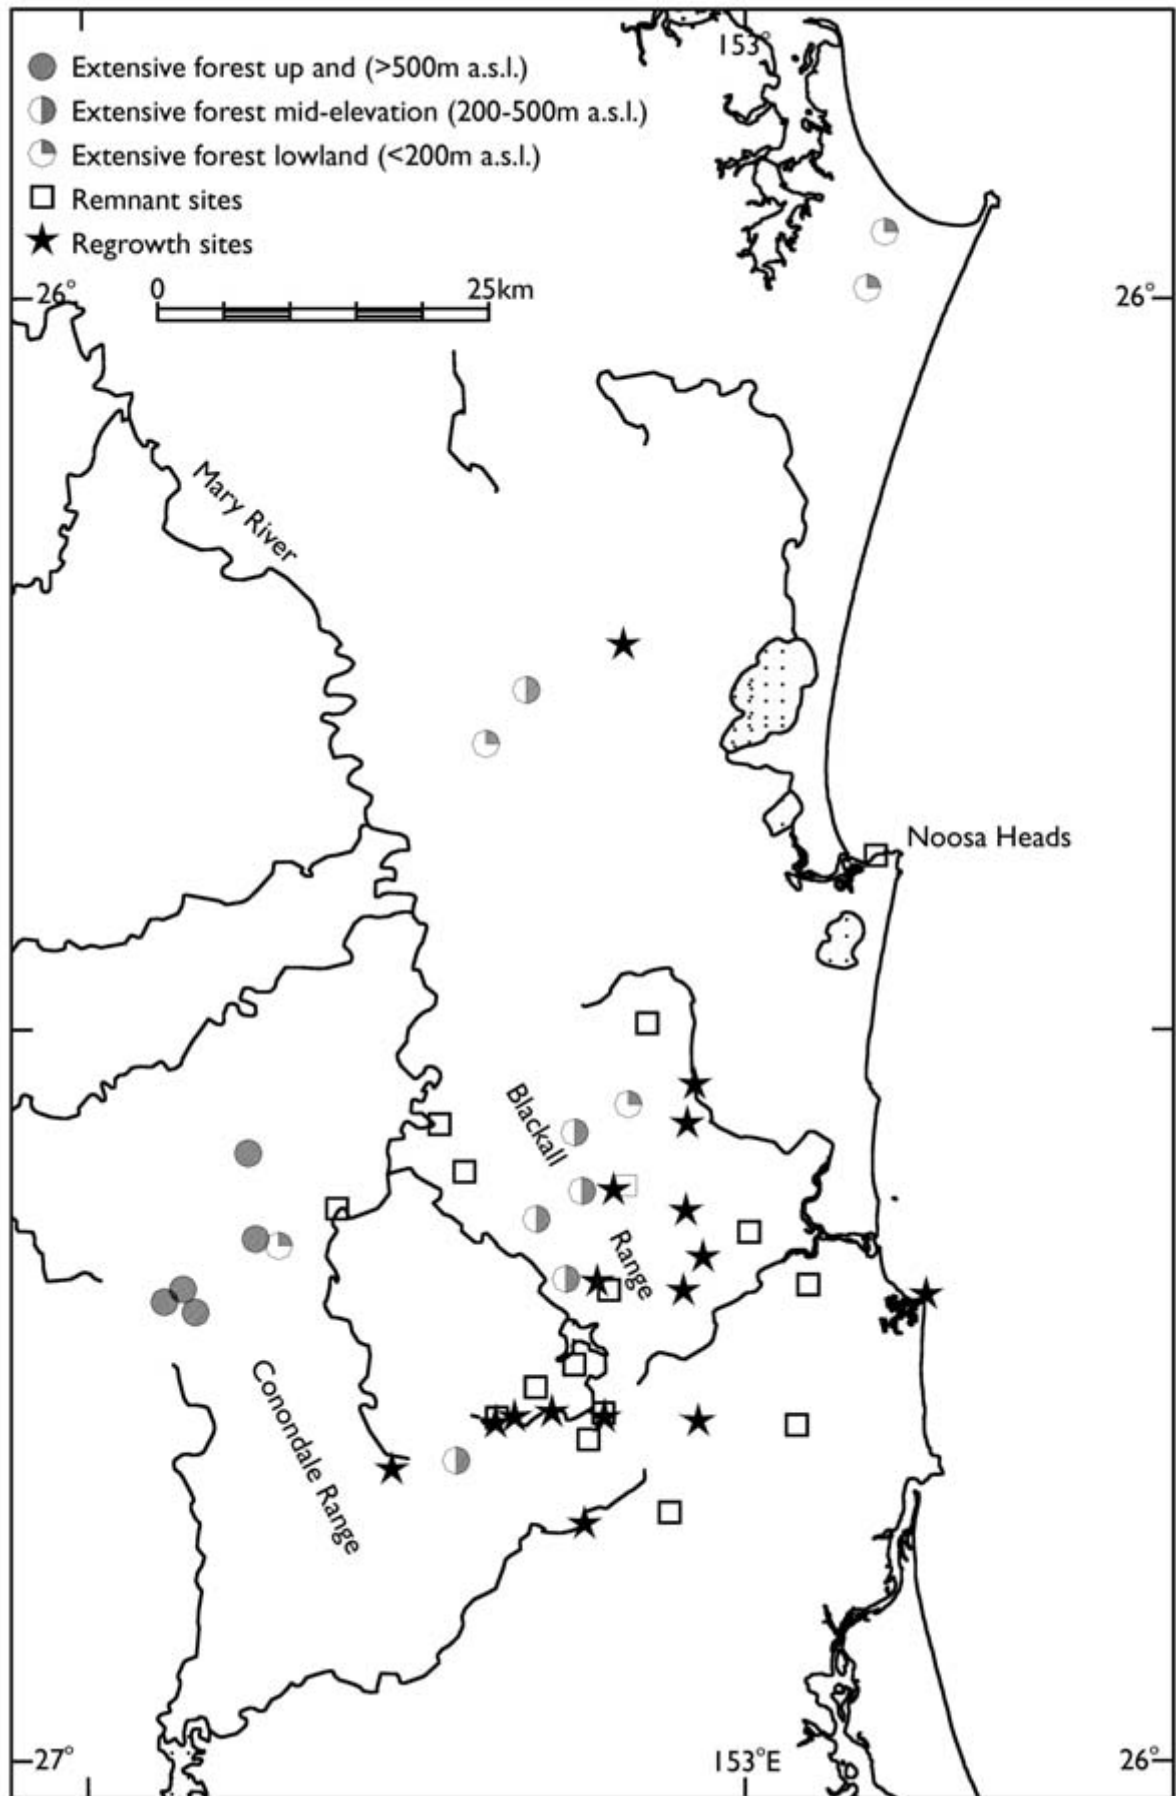 153°
Extensive forest up and (>500m a.s.l.)
Extensive forest mid-elevation (200-500m a.s.l.)
Extensive forest lowland (<200m a.s.l.)
Remnant sites
Regrowth sites
0 25km
26° 26°
Mary River
Noosa Heads
Blackall
Range
Conondale Range
27° 153°E 26°